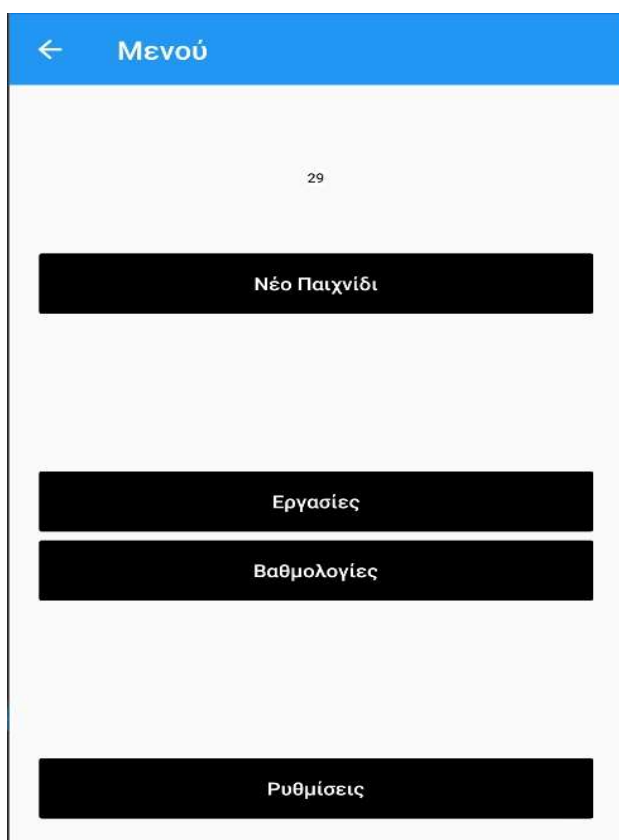 Μενού
29
Νέο Παιχνίδι
Εργασίες
Βαθμολογίες
Ρυθμίσεις